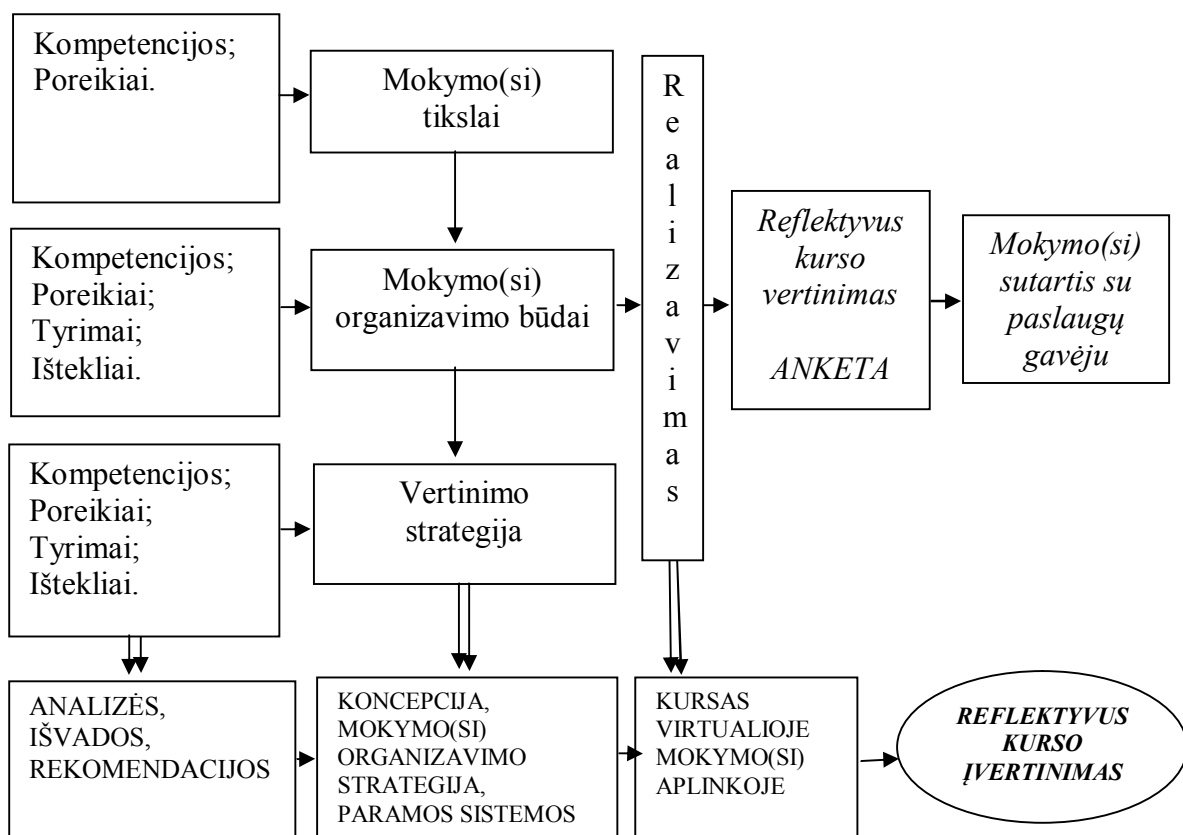 Kompetencijos;
Poreikiai.
Mokymo(si)
tikslai
Kompetencijos;
Poreikiai;
Tyrimai;
Ištekliai.
Mokymo(si)
organizavimo būdai
Kompetencijos;
Poreikiai;
Tyrimai;
Ištekliai.
Vertinimo
strategija
R
e
a
l
i
z
a
v
i
m
a
s
Reflektyvus
kurso
vertinimas
ANKETA
Mokymo(si)
sutartis su
paslaugų
gavėju
ANALIZĖS,
IŠVADOS,
REKOMENDACIJOS
KONCEPCIJA,
MOKYMO(SI)
ORGANIZAVIMO
STRATEGIJA,
PARAMOS SISTEMOS
KURSAS
VIRTUALIOJE
MOKYMO(SI)
APLINKOJE
REFLEKTYVUS
KURSO
ĮVERTINIMAS